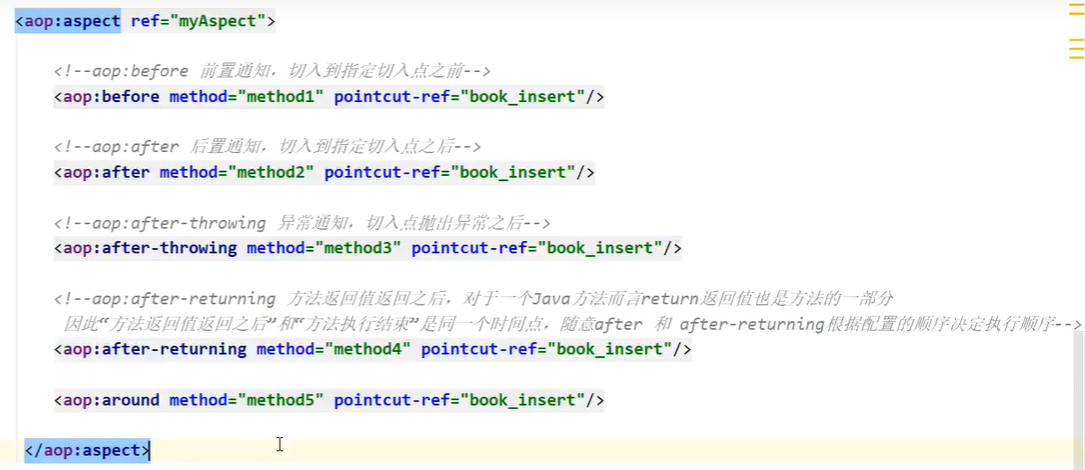 <aop:aspect ref="myAspect">
<!--aop:before 前置通知，切入到指定切入点之前-->
<aop:before method="method1" pointcut-ref="book_insert"/>
<!--aop:after 后置通知，切入到指定切入点之后-->
<aop:after method="method2" pointcut-ref="book_insert"/>
<!--aop:after-throwing 异常通知，切入点抛出异常之后-->
<aop:after-throwing method="method3" pointcut-ref="book_insert"/>
<!--aop:after-returning 方法返回值返回之后，对于一个Java方法而言return返回值也是方法的一部分
因此“方法返回值返回之后”和“方法执行结束”是同一个时间点，随意after 和 after-returning根据配置的顺序决定执行顺序-->
<aop:after-returning method="method4" pointcut-ref="book_insert"/>
<aop:around method="method5" pointcut-ref="book_insert"/>
</aop:aspect>